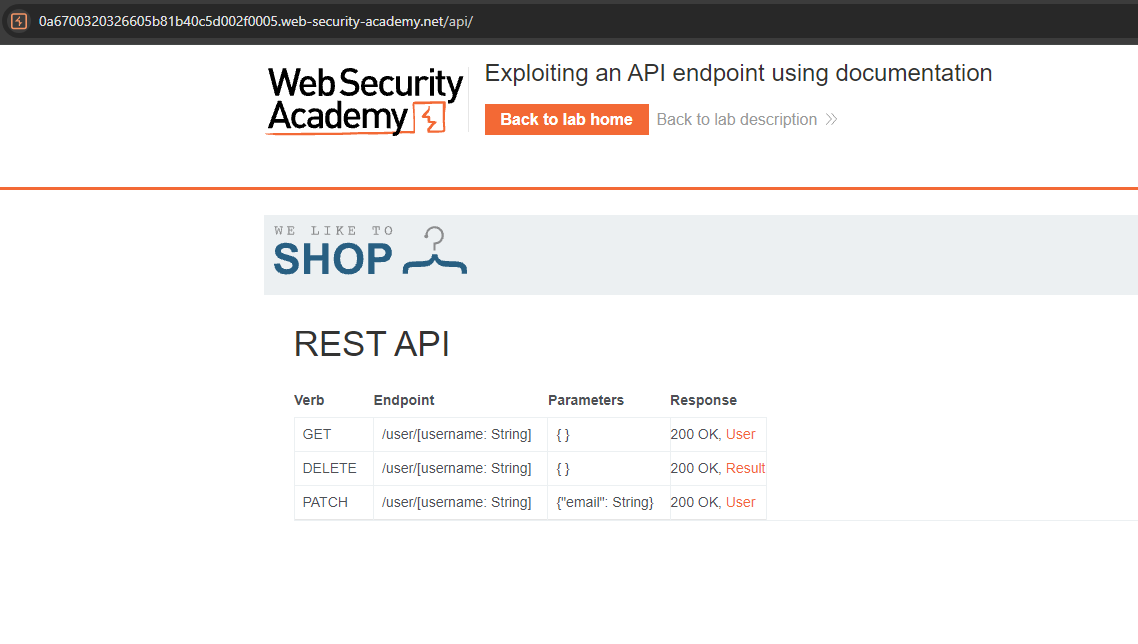 0a6700320326605b81b40c5d002f0005.web-security-academy.net/api/
Web Security
Academy
Exploiting an API endpoint using documentation
Back to lab home
Back to lab description
WE LIKE TO
SHOP
REST API
Verb Endpoint Parameters Response
GET /user/[username: String] { } 200 OK, User
DELETE /user/[username: String] { } 200 OK, Result
PATCH /user/[username: String] {"email": String} 200 OK, User